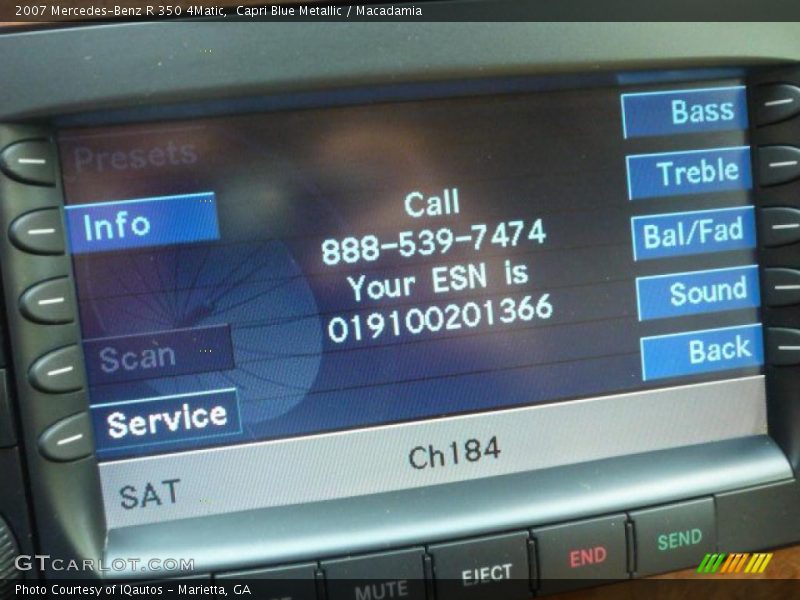 2007 Mercedes-Benz R 350 4Matic, Capri Blue Metallic / Macadamia
Presets
Bass
Treble
Info
Call
888-539-7474
Your ESN is
019100201366
Bal/Fad
Sound
Scan
Back
Service
Ch184
SAT
MUTE
EJECT
END
SEND
GTCARLOT.COM
Photo Courtesy of IQautos - Marietta, GA